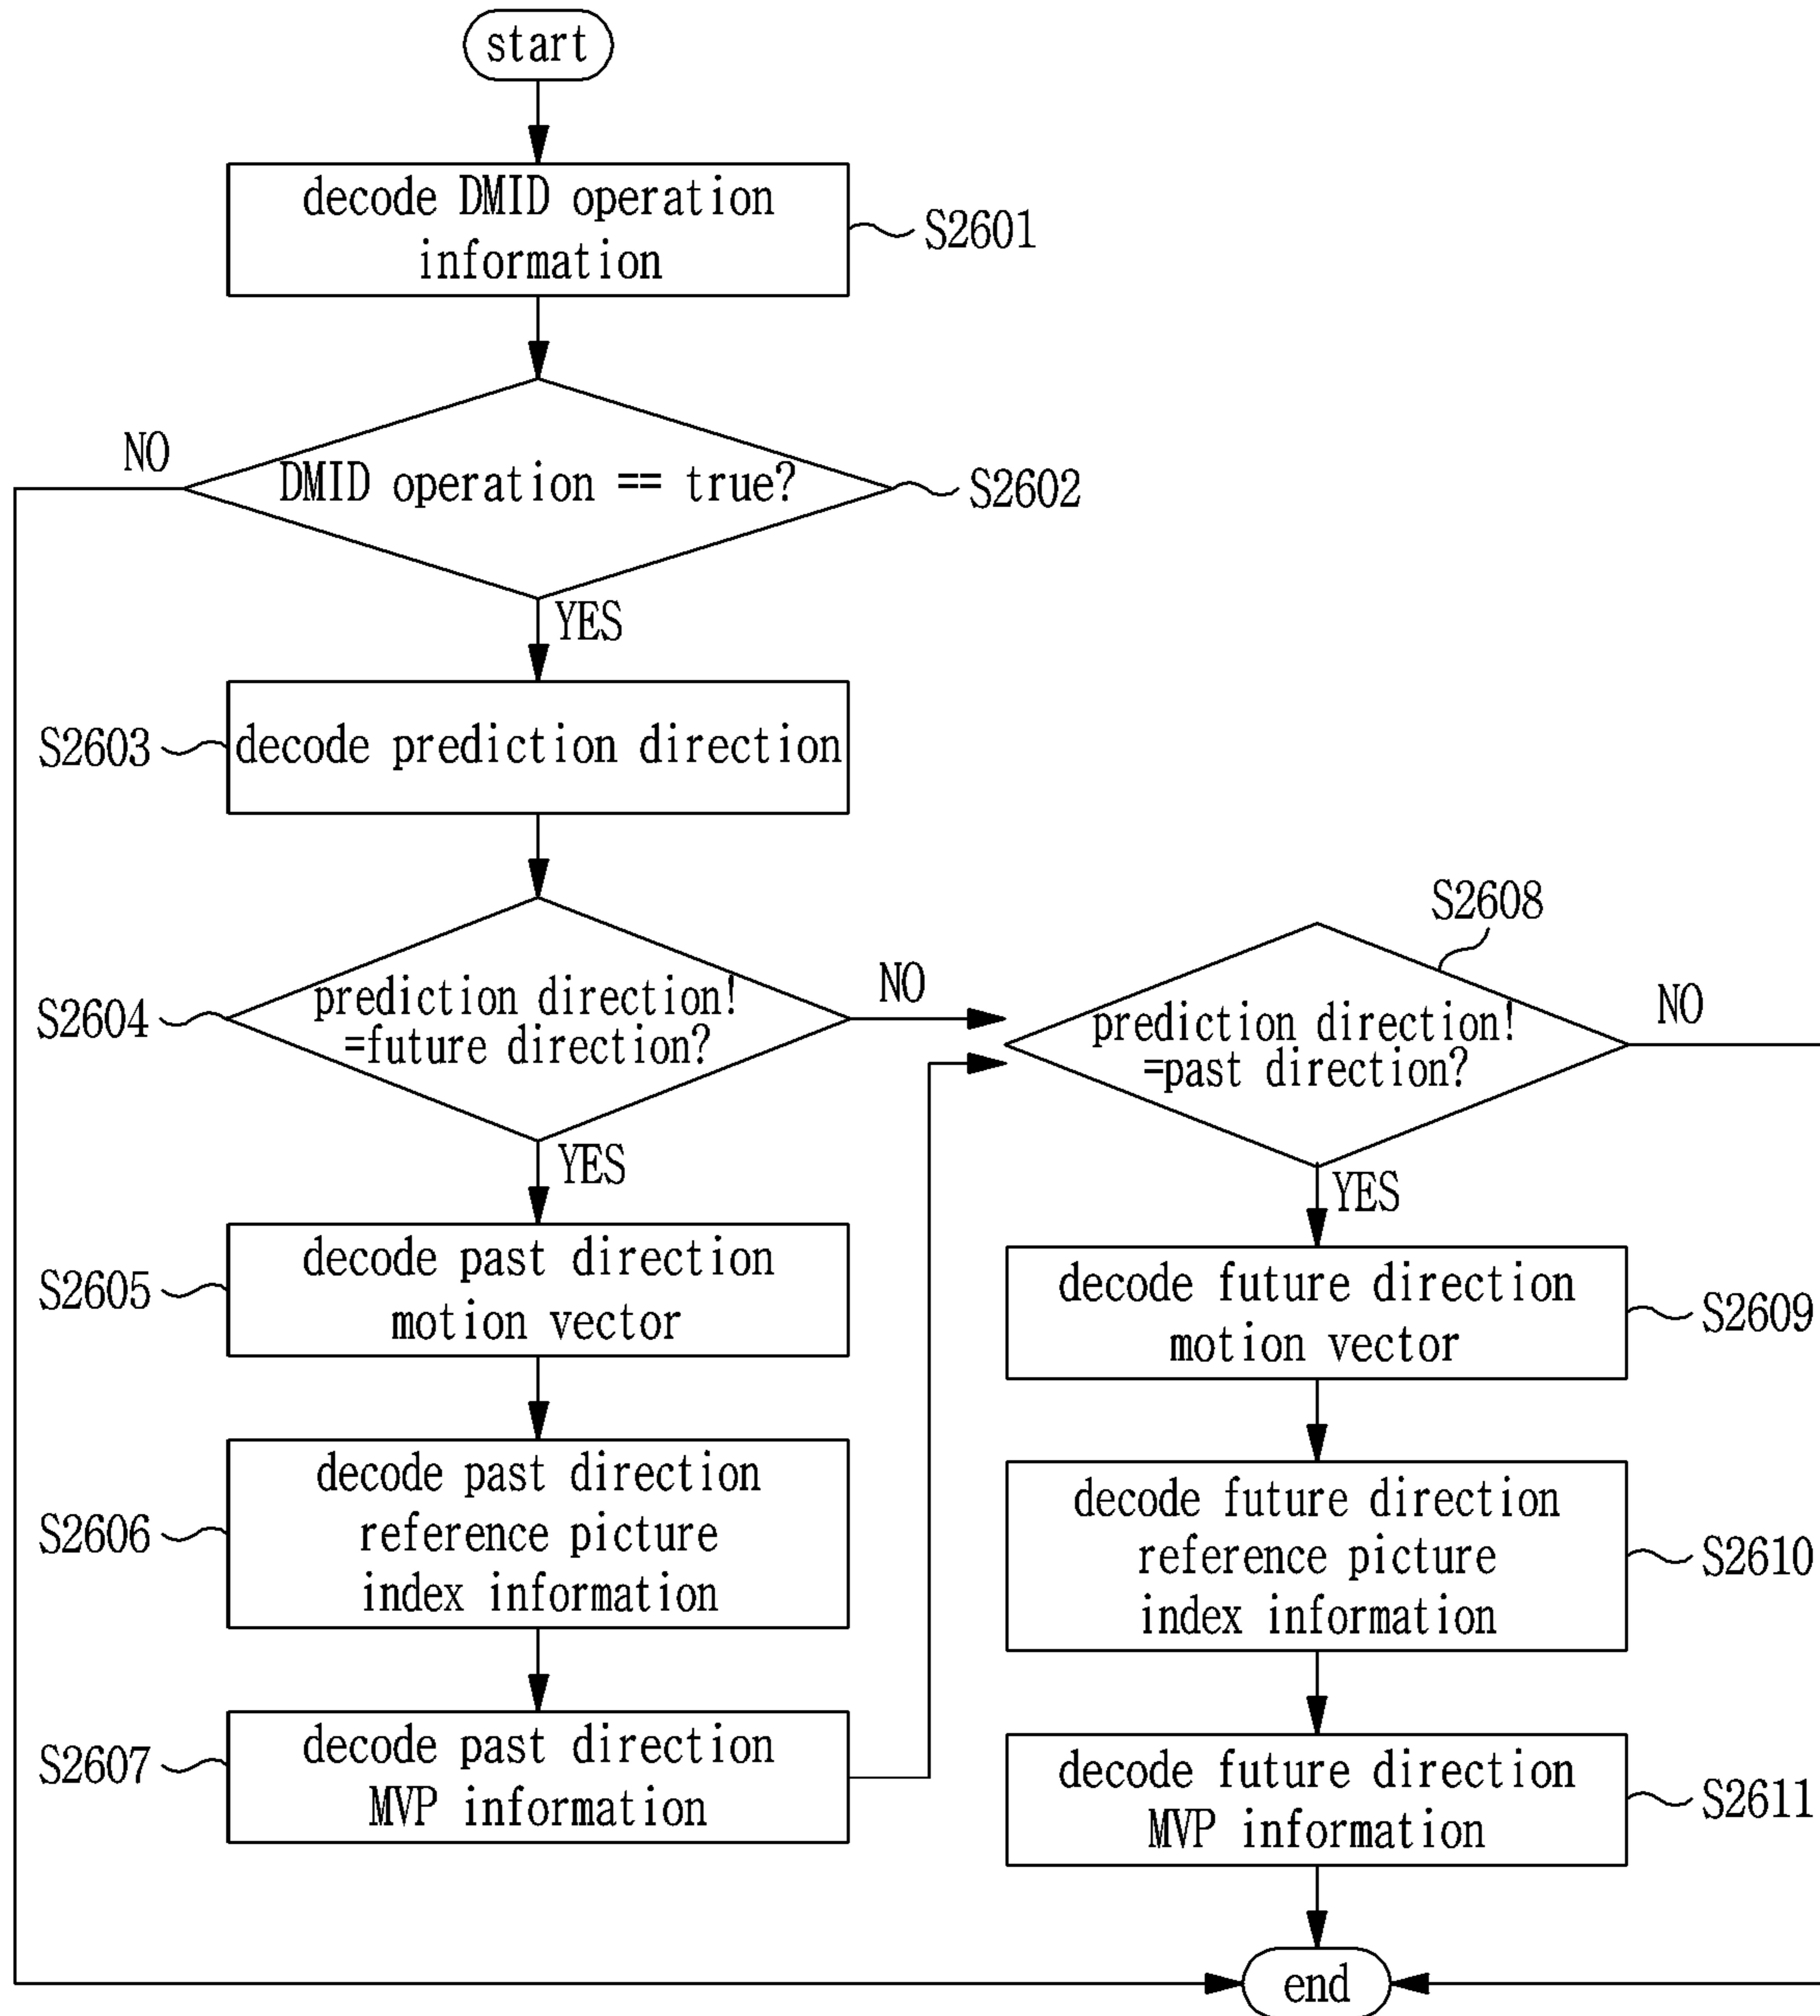 start
decode DMID operation
information
S2601
NO
DMID operation == true?
S2602
YES
S2603
decode prediction direction
S2604
prediction direction!
=future direction?
NO
S2608
prediction direction!
=past direction?
NO
YES
S2605
decode past direction
motion vector
YES
decode future direction
motion vector
S2609
S2606
decode past direction
reference picture
index information
decode future direction
reference picture
index information
S2610
S2607
decode past direction
MVP information
decode future direction
MVP information
S2611
end